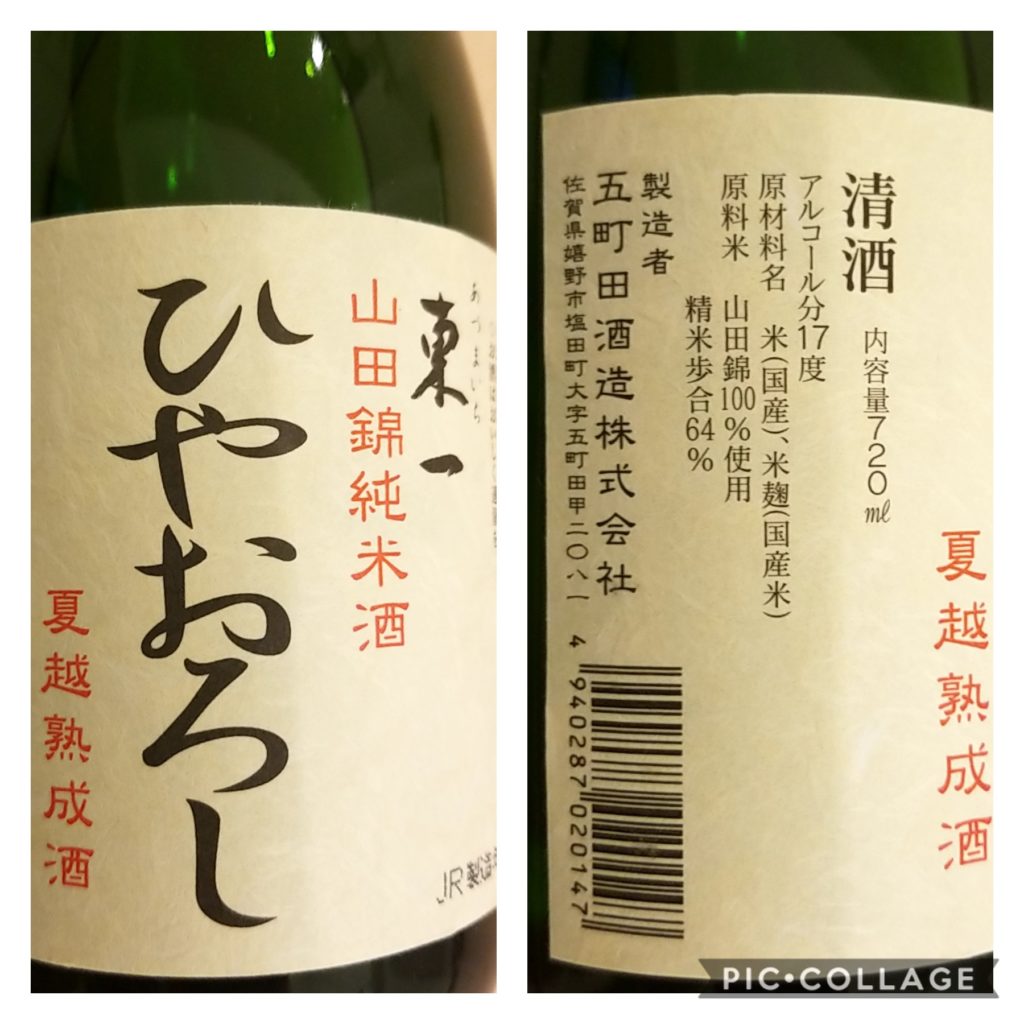 あづまいち
東一
山田錦純米酒
ひやおろし
夏越熟成酒
JR製造
清酒 内容量720㎖
アルコール分17度
原材料名 米(国産)、米麹(国産米)
原料米 山田錦100%使用
精米歩合64%
製造者
五町田酒造株式会社
佐賀県嬉野市塩田町大字五町田甲二〇八一
4 940287 020147
夏越熟成酒
PIC•COLLAGE